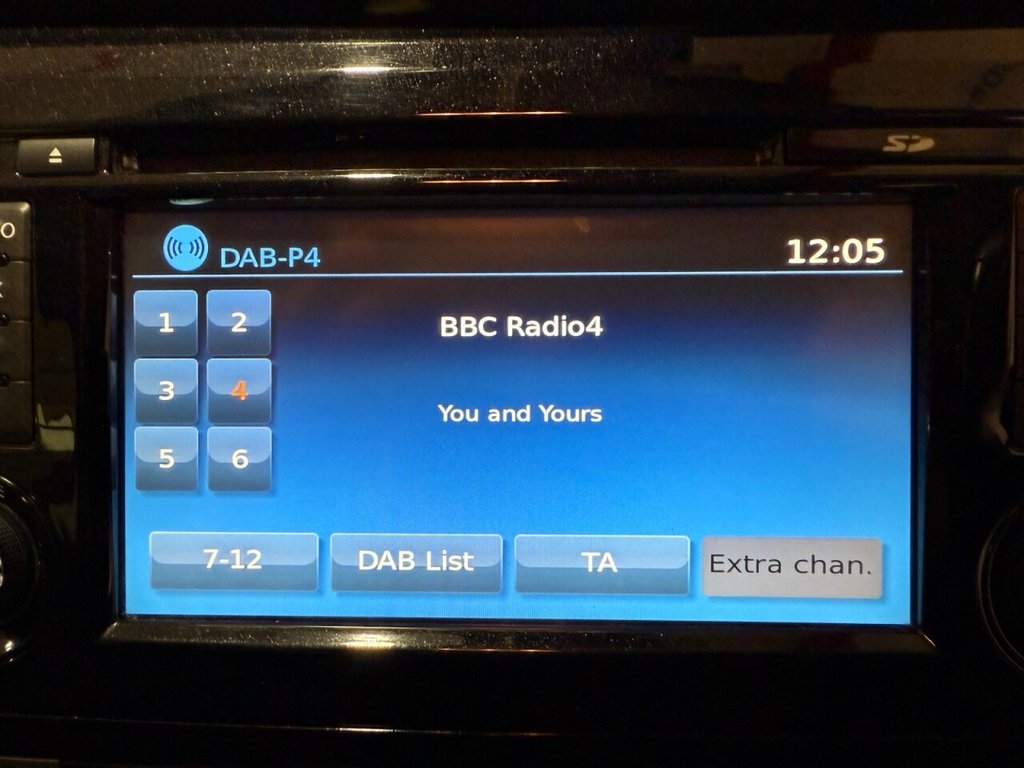 SD
DAB-P4
12:05
1 2
BBC Radio4
3 4
You and Yours
5 6
7-12 DAB List TA Extra chan.